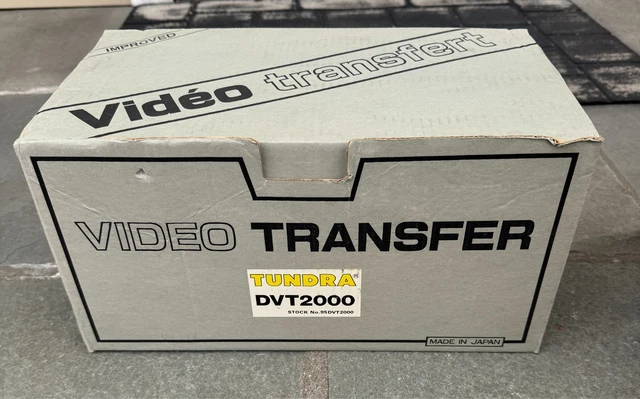 IMPROVED
Vidéo transfert
VIDEO TRANSFER
TUNDRA®
DVT2000
STOCK No.95DVT2000
MADE IN JAPAN